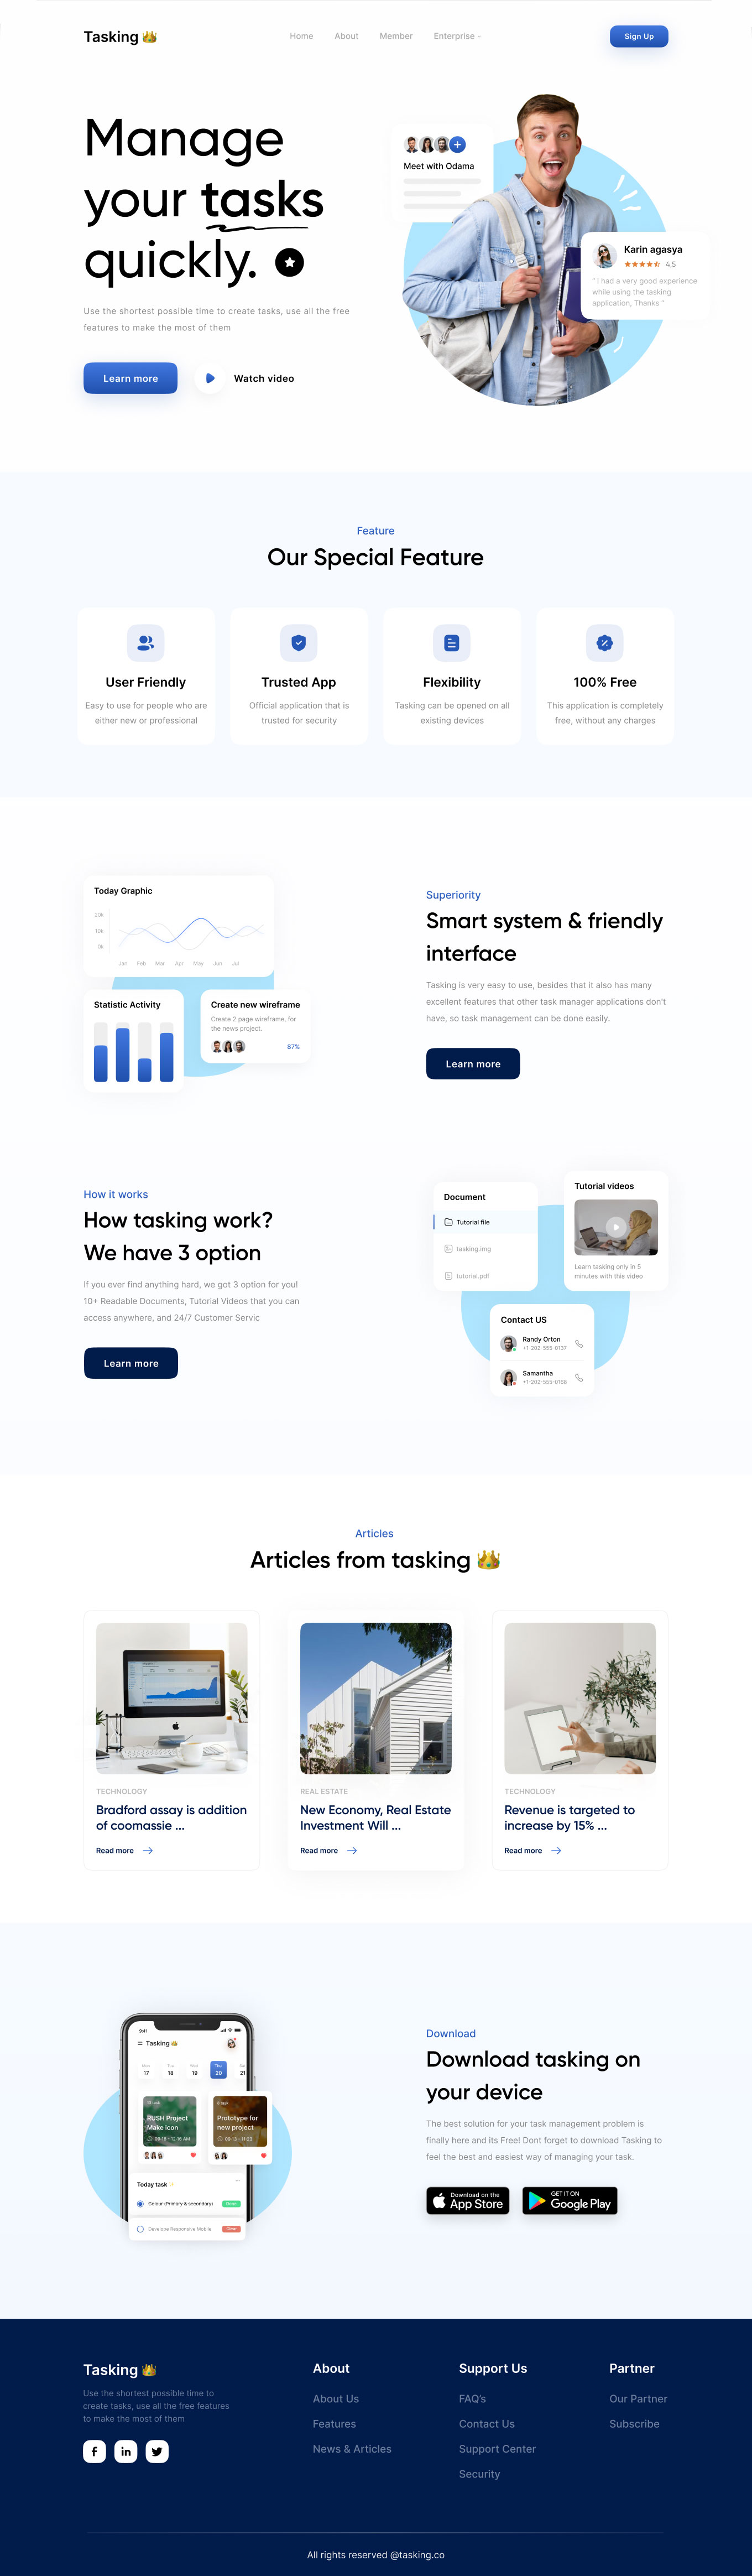 Tasking
Home
About
Member
Enterprise
Sign Up
Manage
your tasks
quickly.
Use the shortest possible time to create tasks, use all the free
features to make the most of them
Learn more
Watch video
Meet with Odama
Karin agasya
4,5
" I had a very good experience
while using the tasking
application, Thanks "
Feature
Our Special Feature
User Friendly
Easy to use for people who are
either new or professional
Trusted App
Official application that is
trusted for security
Flexibility
Tasking can be opened on all
existing devices
100% Free
This application is completely
free, without any charges
Today Graphic
20k
10k
0k
Jan Feb Mar Apr May Jun Jul
Statistic Activity
Create new wireframe
Create 2 page wireframe, for
the news project.
87%
Superiority
Smart system & friendly
interface
Tasking is very easy to use, besides that it also has many
excellent features that other task manager applications don't
have, so task management can be done easily.
Learn more
How it works
How tasking work?
We have 3 option
If you ever find anything hard, we got 3 option for you!
10+ Readable Documents, Tutorial Videos that you can
access anywhere, and 24/7 Customer Servic
Learn more
Document
Tutorial file
tasking.img
tutorial.pdf
Tutorial videos
Learn tasking only in 5
minutes with this video
Contact US
Randy Orton
+1-202-555-0137
Samantha
+1-202-555-0168
Articles
Articles from tasking
TECHNOLOGY
Bradford assay is addition
of coomassie ...
Read more
REAL ESTATE
New Economy, Real Estate
Investment Will ...
Read more
TECHNOLOGY
Revenue is targeted to
increase by 15% ...
Read more
9:41
Tasking
Mon Tue Wed Thu Sat
17 18 19 20 21
RUSH Project
Make icon
Prototype for
new project
Today task
Colour (Primary & secondary)
Done
Develope Responsive Mobile
Clear
Download
Download tasking on
your device
The best solution for your task management problem is
finally here and its Free! Dont forget to download Tasking to
feel the best and easiest way of managing your task.
Download on the
App Store
GET IT ON
Google Play
Tasking
Use the shortest possible time to
create tasks, use all the free features
to make the most of them
f
in
About
About Us
Features
News & Articles
Support Us
FAQ's
Contact Us
Support Center
Security
Partner
Our Partner
Subscribe
All rights reserved @tasking.co